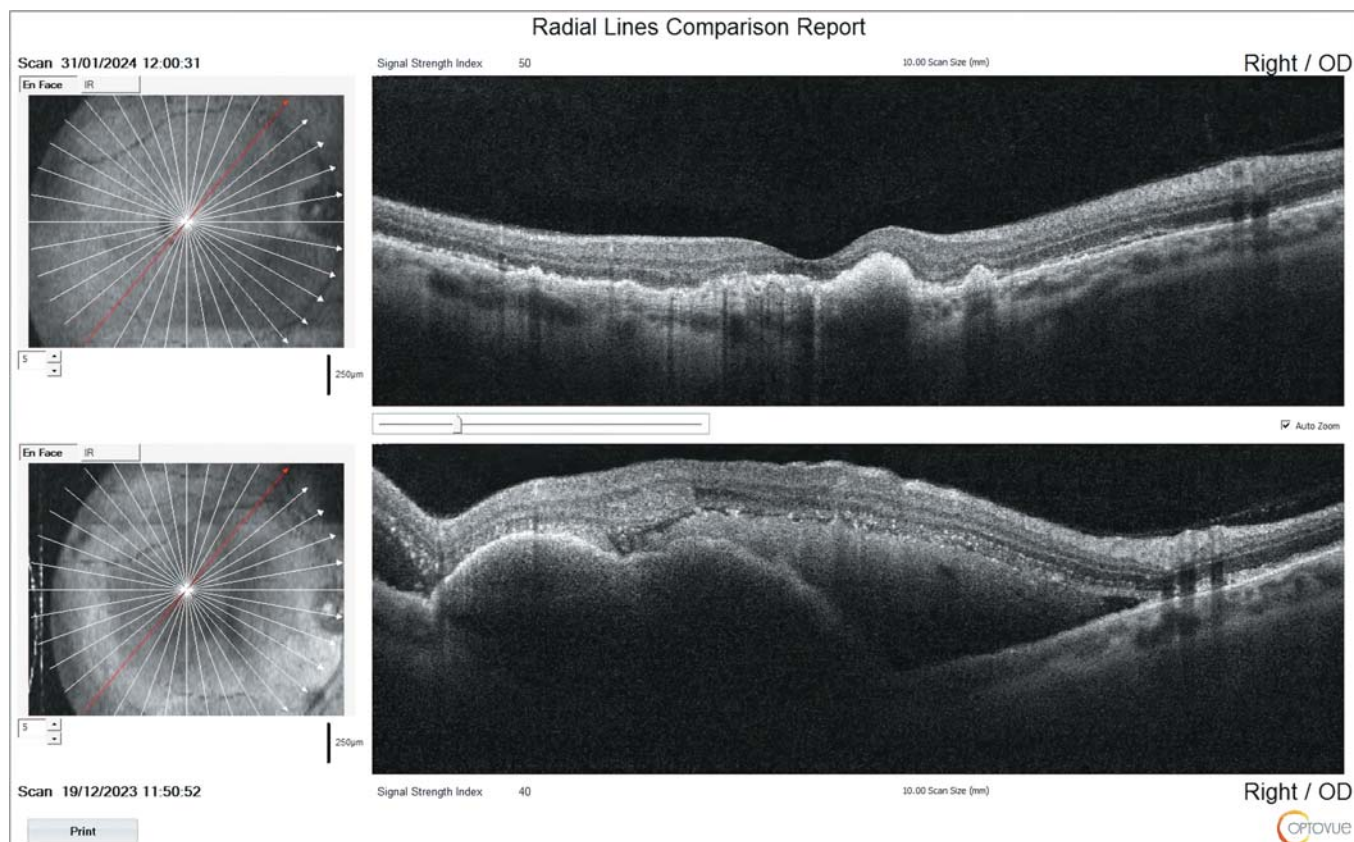 Radial Lines Comparison Report
Scan 31/01/2024 12:00:31
Signal Strength Index 50
10.00 Scan Size (mm)
Right / OD
En Face IR
5
250µm
Auto Zoom
En Face IR
5
250µm
Scan 19/12/2023 11:50:52
Signal Strength Index 40
10.00 Scan Size (mm)
Right / OD
Print
OPTOVUE